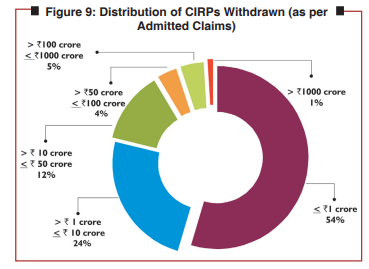 Figure 9: Distribution of CIRPs Withdrawn (as per
Admitted Claims)
> ₹100 crore
≤ ₹1000 crore
5%
> ₹50 crore
≤ ₹100 crore
4%
> ₹1000 crore
1%
> ₹ 10 crore
≤ ₹ 50 crore
12%
> ₹ 1 crore
≤ ₹ 10 crore
24%
≤ ₹1 crore
54%